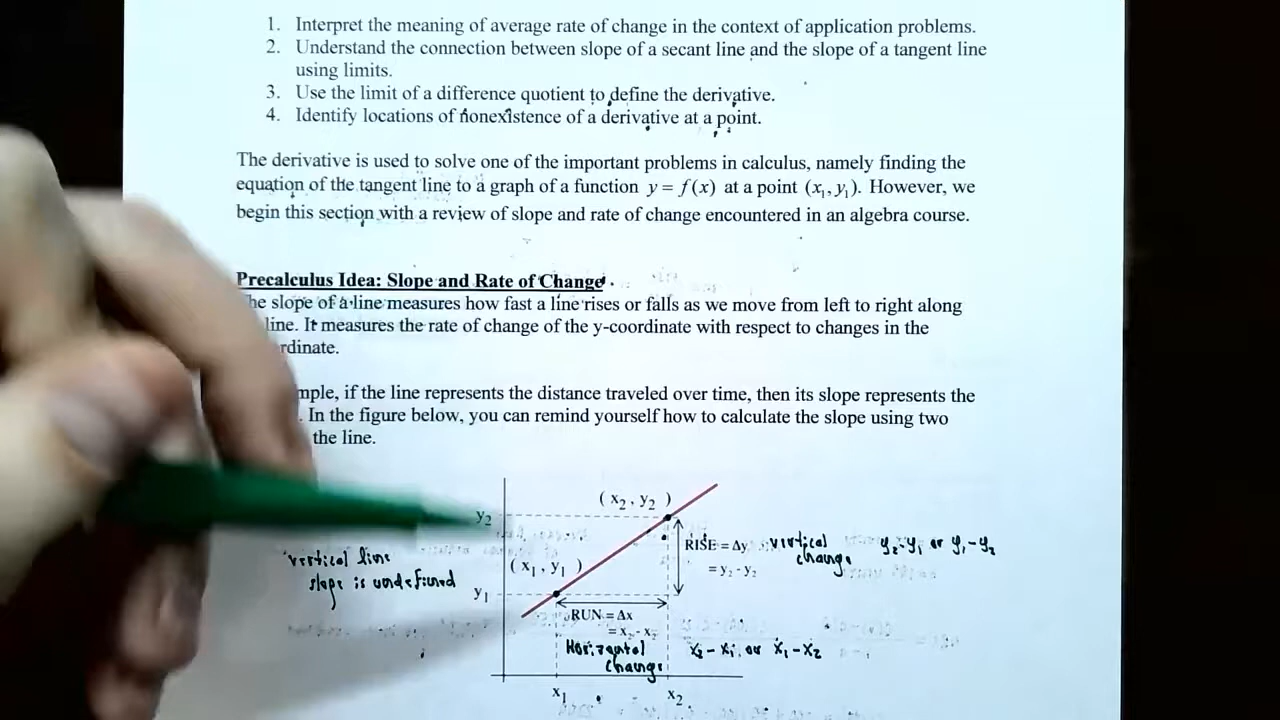 1. Interpret the meaning of average rate of change in the context of application problems.
2. Understand the connection between slope of a secant line and the slope of a tangent line
using limits.
3. Use the limit of a difference quotient to define the derivative.
4. Identify locations of nonexistence of a derivative at a point.
The derivative is used to solve one of the important problems in calculus, namely finding the
equation of the tangent line to a graph of a function y = f(x) at a point (x₁, y₁). However, we
begin this section with a review of slope and rate of change encountered in an algebra course.
Precalculus Idea: Slope and Rate of Change
he slope of a line measures how fast a line rises or falls as we move from left to right along
line. It measures the rate of change of the y-coordinate with respect to changes in the
rdinate.
mple, if the line represents the distance traveled over time, then its slope represents the
. In the figure below, you can remind yourself how to calculate the slope using two
the line.
( x₂ , y₂ )
y₂
RISE = Δy vertical change y₂-y₁ or y₁-y₂
= y₂ - y₂
vertical line
slope is undefined
( x₁ , y₁ )
y₁
RUN = Δx
= x₂ - x₂
Horizontal
change
x₂ - x₁ or x₁ - x₂
x₁ x₂